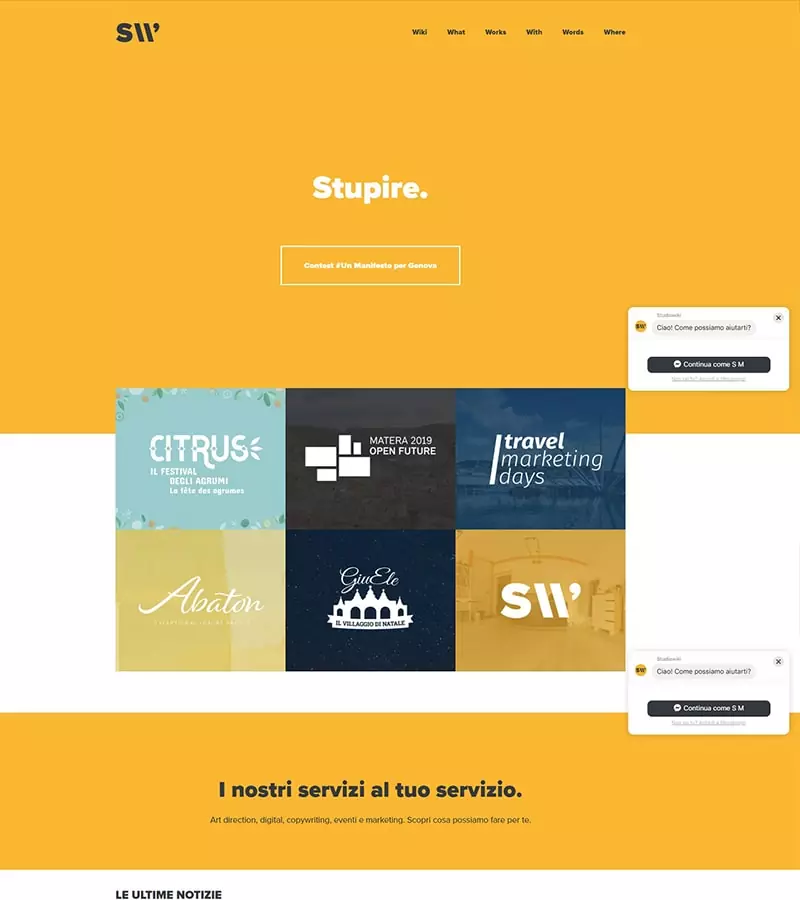 SW'
Wiki What Works With Words Where
Stupire.
Contest #Un Manifesto per Genova
Studiowiki
Ciao! Come possiamo aiutarti?
Continua come S M
CITRUS
IL FESTIVAL
DEGLI AGRUMI
La fête des agrumes
MATERA 2019
OPEN FUTURE
travel
marketing
days
Abaton
GiuEle
IL VILLAGGIO DI NATALE
SW'
Studiowiki
Ciao! Come possiamo aiutarti?
Continua come S M
I nostri servizi al tuo servizio.
Art direction, digital, copywriting, eventi e marketing. Scopri cosa possiamo fare per te.
LE ULTIME NOTIZIE